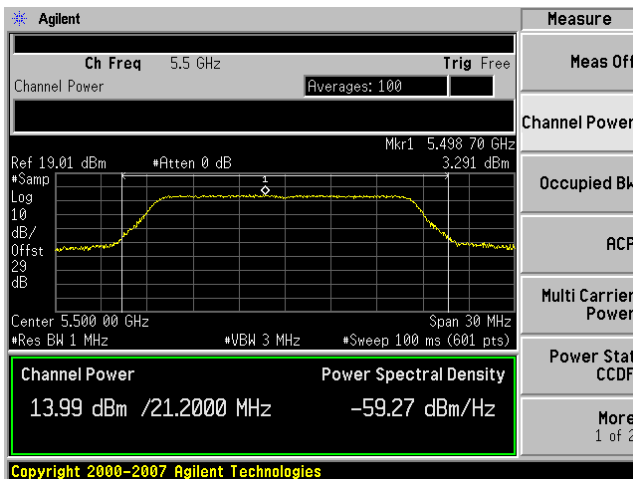 Agilent
Measure
Ch Freq 5.5 GHz Trig Free
Channel Power Averages: 100
Mkr1 5.498 70 GHz
Ref 19.01 dBm #Atten 0 dB 3.291 dBm
#Samp
Log
10
dB/
Offst
29
dB
1
Center 5.500 00 GHz Span 30 MHz
#Res BW 1 MHz #VBW 3 MHz #Sweep 100 ms (601 pts)
Channel Power Power Spectral Density
13.99 dBm /21.2000 MHz -59.27 dBm/Hz
Meas Off
Channel Power
Occupied BW
ACP
Multi Carrier
Power
Power Stat
CCDF
More
1 of 2
Copyright 2000-2007 Agilent Technologies